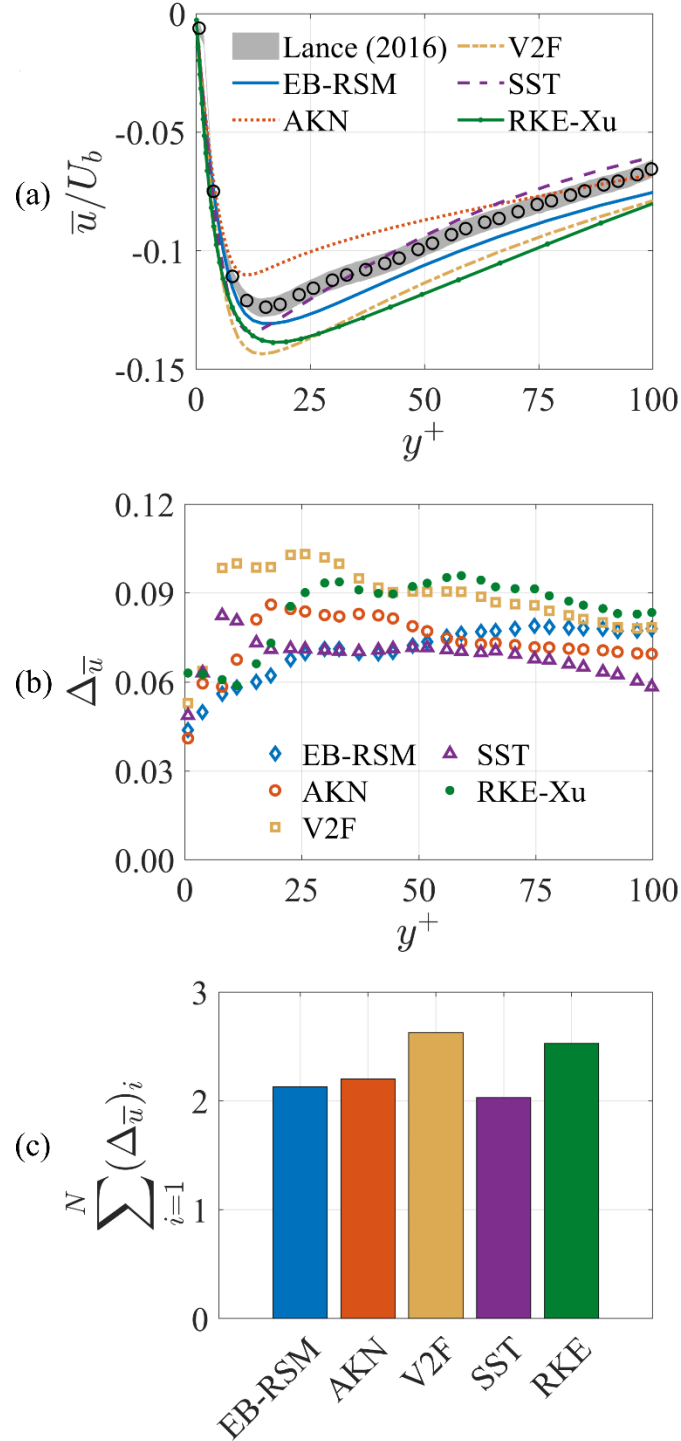 (a)
u̅/U_b
0
-0.05
-0.1
-0.15
Lance (2016)
EB-RSM
AKN
V2F
SST
RKE-Xu
0 25 50 75 100
y⁺
(b)
Δ_u̅
0.12
0.09
0.06
0.03
0.00
EB-RSM
AKN
V2F
SST
RKE-Xu
0 25 50 75 100
y⁺
(c)
N
∑(Δ_u̅)_i
i=1
3
2
1
0
EB-RSM
AKN
V2F
SST
RKE